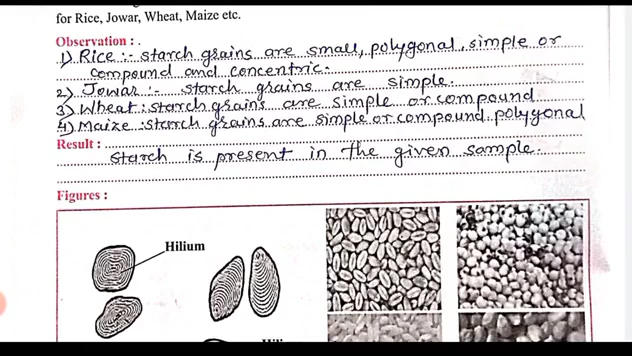 for Rice, Jowar, Wheat, Maize etc.
Observation : .
1) Rice :- starch grains are small, polygonal, simple or
compound and concentric.
2) Jowar :- starch grains are simple.
3) Wheat : starch grains are simple or compound
4) Maize : starch grains are simple or compound. polygonal
Result :
starch is present in the given sample.
Figures :
Hilium